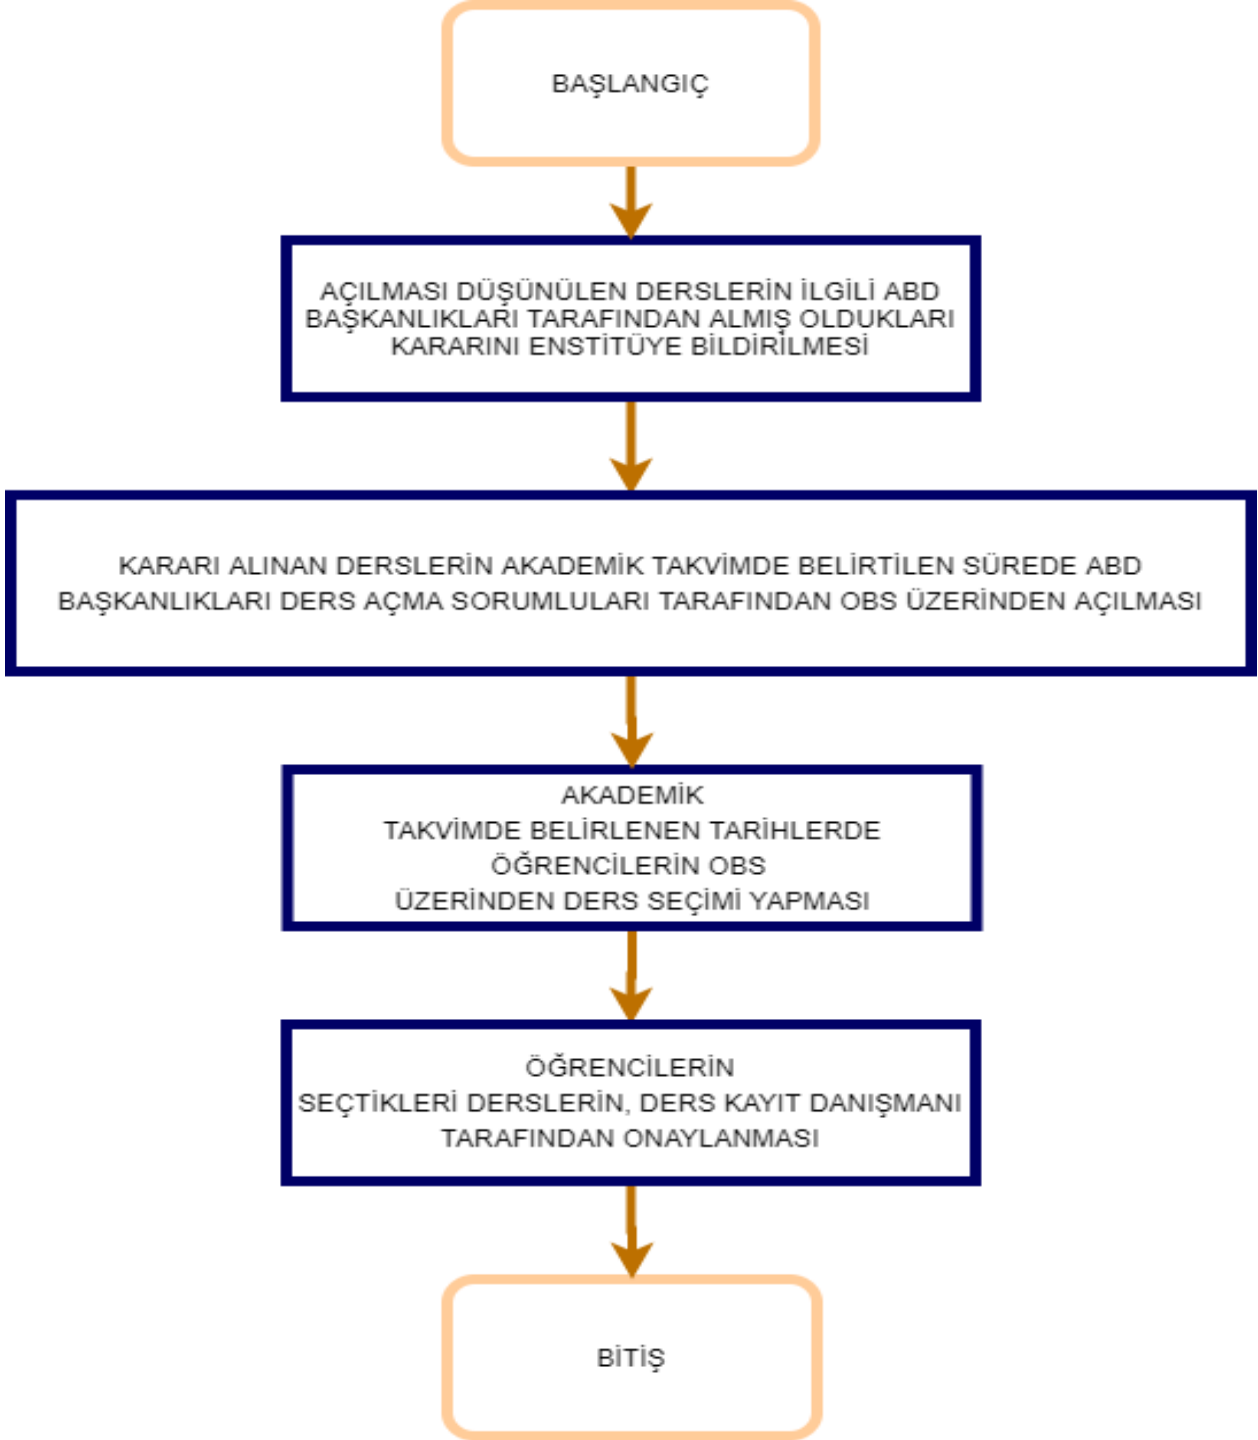 BAŞLANGIÇ
AÇILMASI DÜŞÜNÜLEN DERSLERİN İLGİLİ ABD
BAŞKANLIKLARI TARAFINDAN ALMIŞ OLDUKLARI
KARARINI ENSTİTÜYE BİLDİRİLMESİ
KARARI ALINAN DERSLERİN AKADEMİK TAKVİMDE BELİRTİLEN SÜREDE ABD
BAŞKANLIKLARI DERS AÇMA SORUMLULARI TARAFINDAN OBS ÜZERİNDEN AÇILMASI
AKADEMİK
TAKVİMDE BELİRLENEN TARİHLERDE
ÖĞRENCİLERİN OBS
ÜZERİNDEN DERS SEÇİMİ YAPMASI
ÖĞRENCİLERİN
SEÇTİKLERİ DERSLERİN, DERS KAYIT DANIŞMANI
TARAFINDAN ONAYLANMASI
BİTİŞ